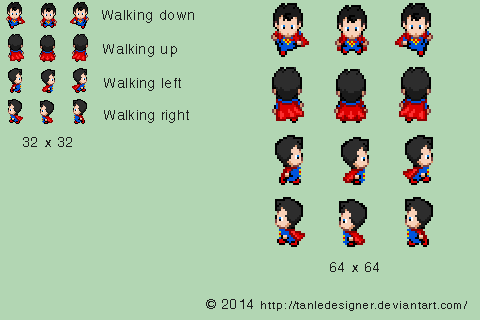 Walking down
Walking up
Walking left
Walking right
32 x 32
64 x 64
© 2014 http://tanledesigner.deviantart.com/